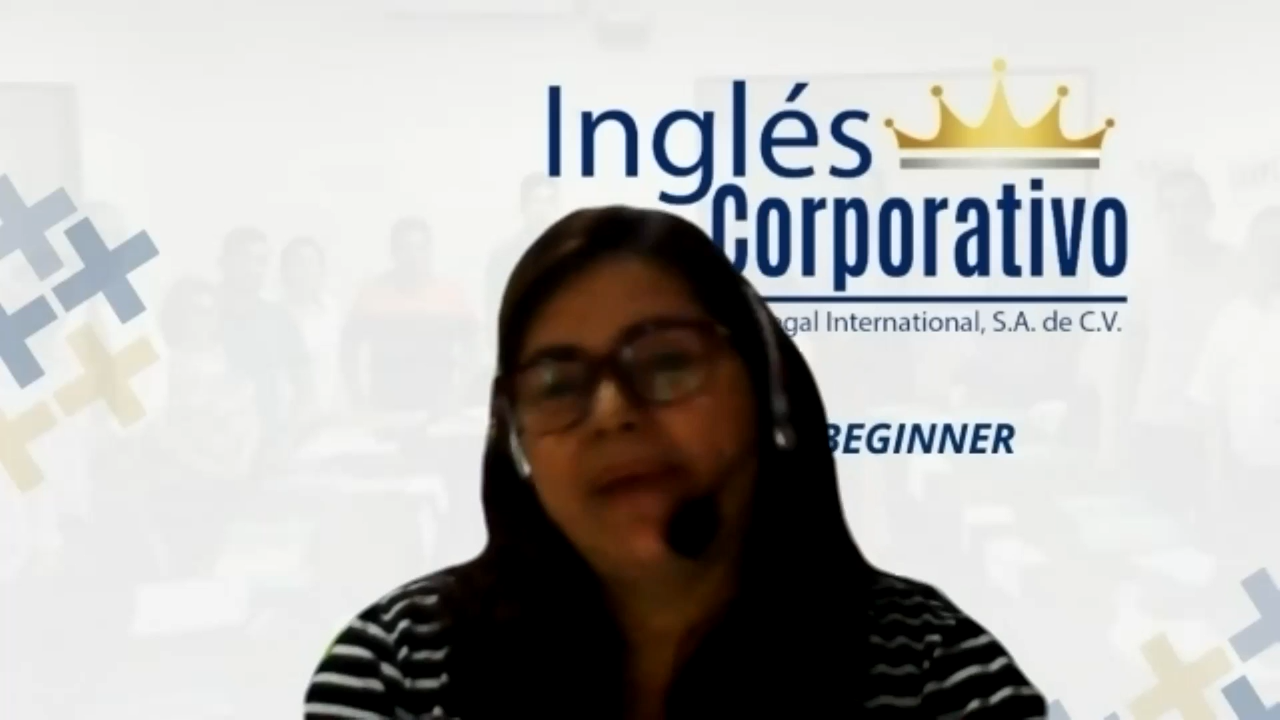 Inglés
Corporativo
International, S.A. de C.V.
BEGINNER